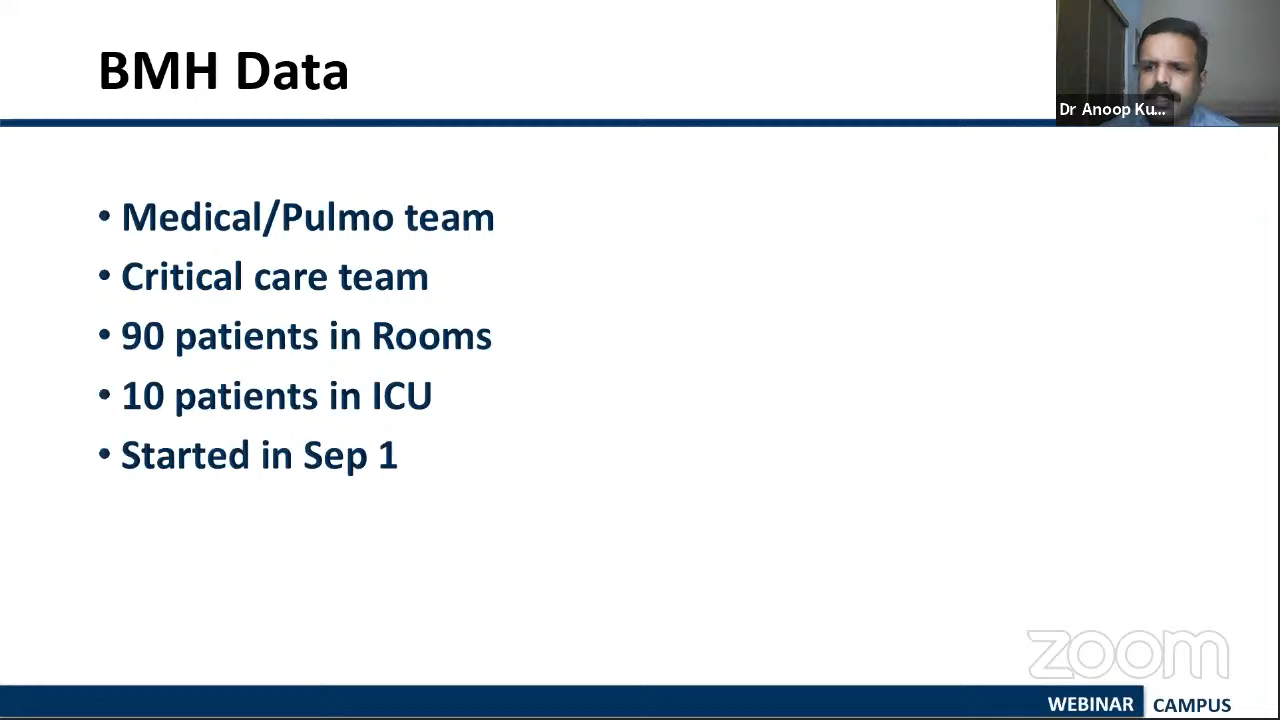 BMH Data
Dr Anoop Ku...
• Medical/Pulmo team
• Critical care team
• 90 patients in Rooms
• 10 patients in ICU
• Started in Sep 1
zoom
WEBINAR CAMPUS